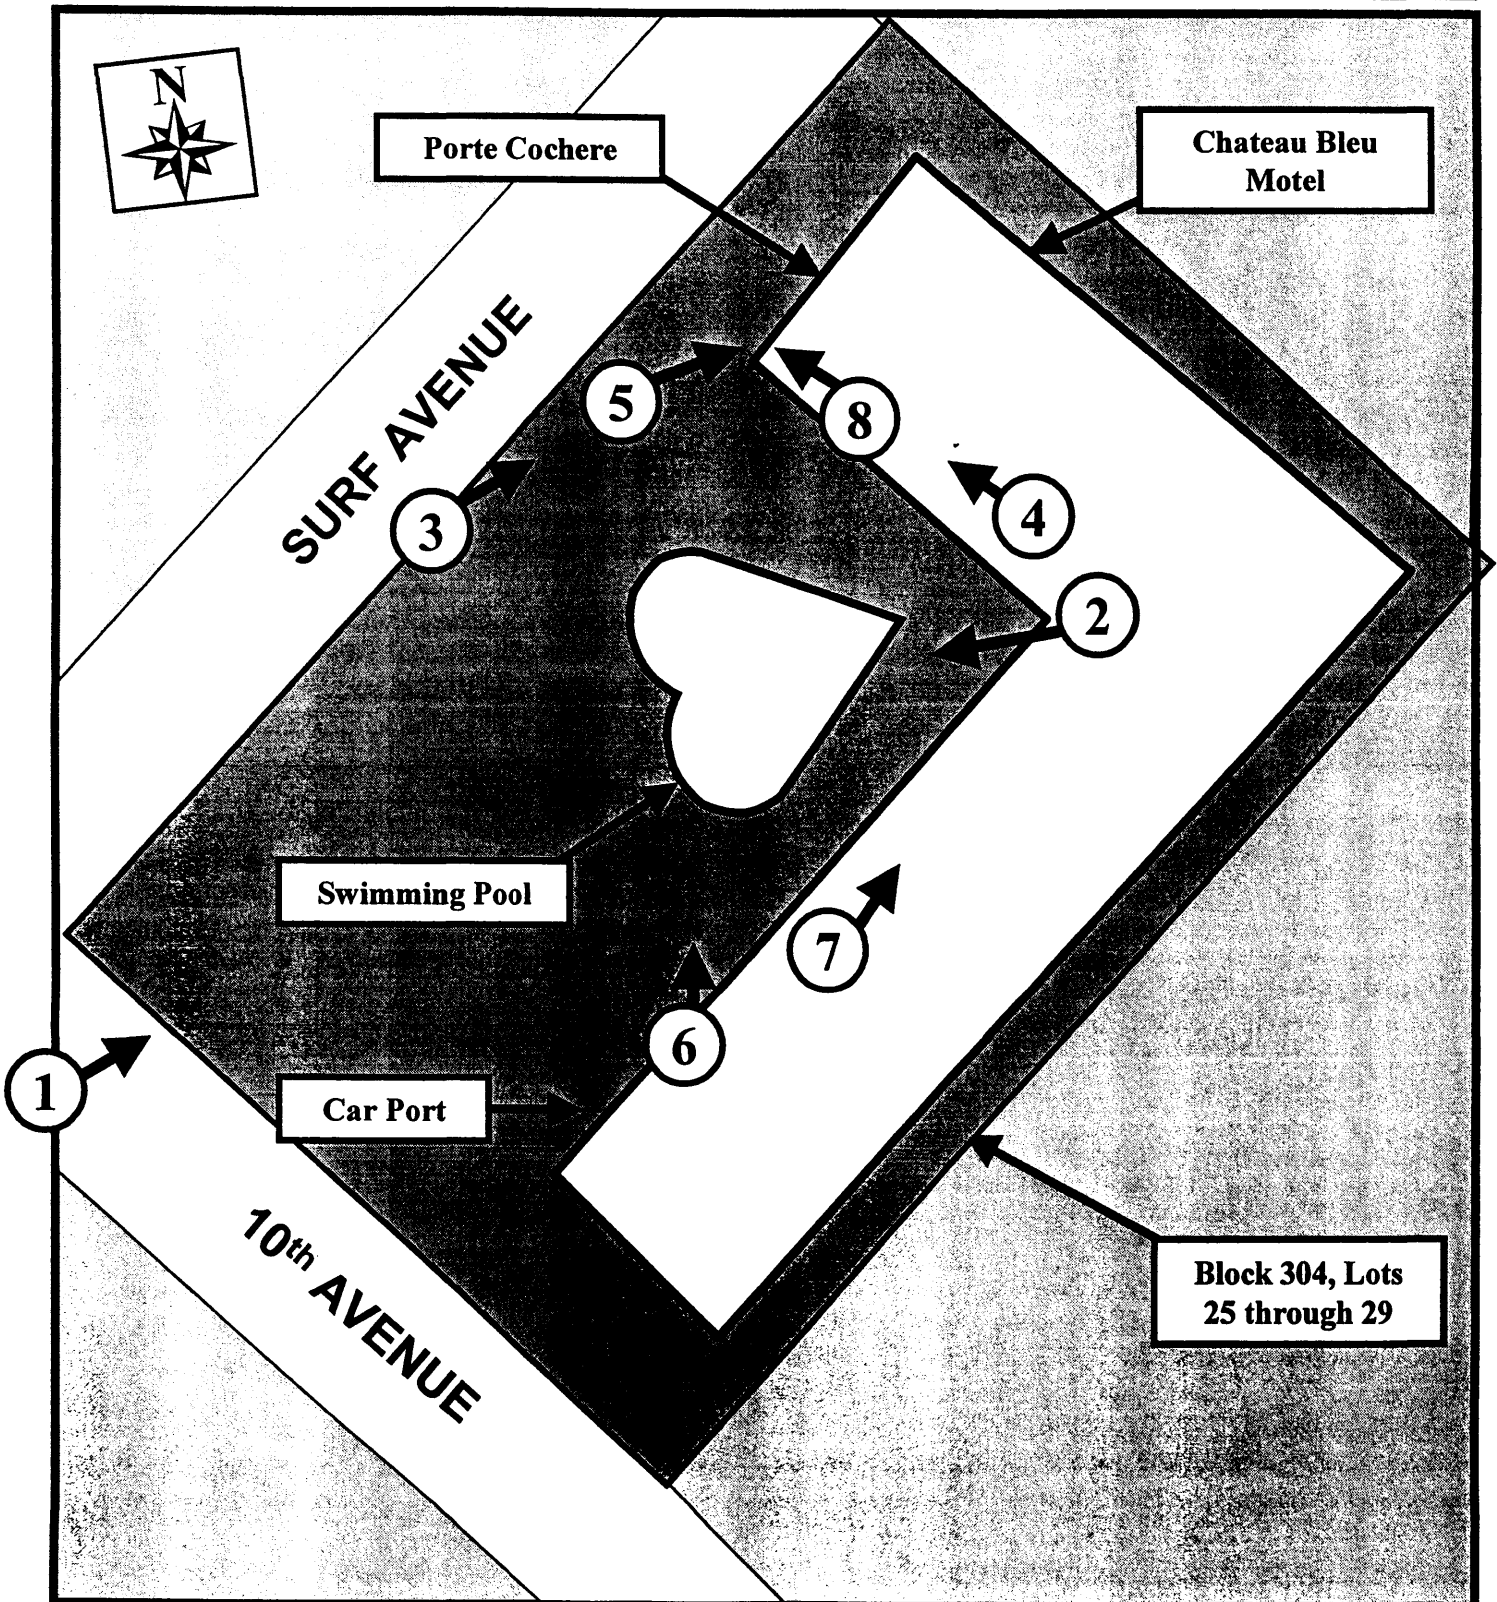 N
Porte Cochere
Chateau Bleu
Motel
SURF AVENUE
5
8
3
4
2
Swimming Pool
7
6
1
Car Port
10th AVENUE
Block 304, Lots
25 through 29